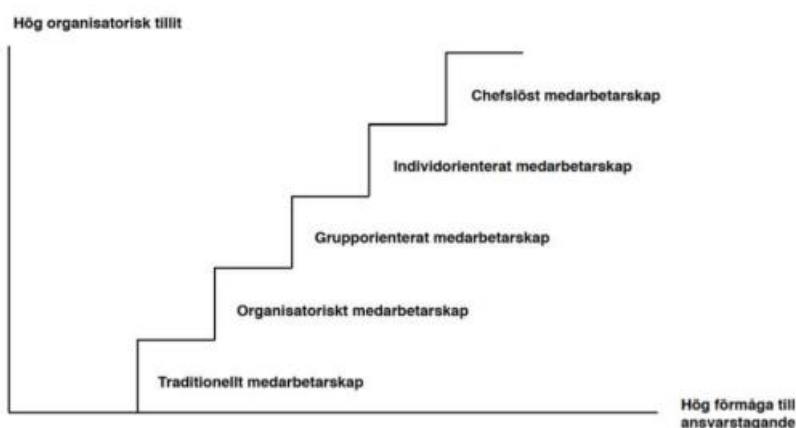 Hög organisatorisk tillit
Chefslöst medarbetarskap
Individorienterat medarbetarskap
Grupporienterat medarbetarskap
Organisatoriskt medarbetarskap
Traditionellt medarbetarskap
Hög förmåga till
ansvarstagande